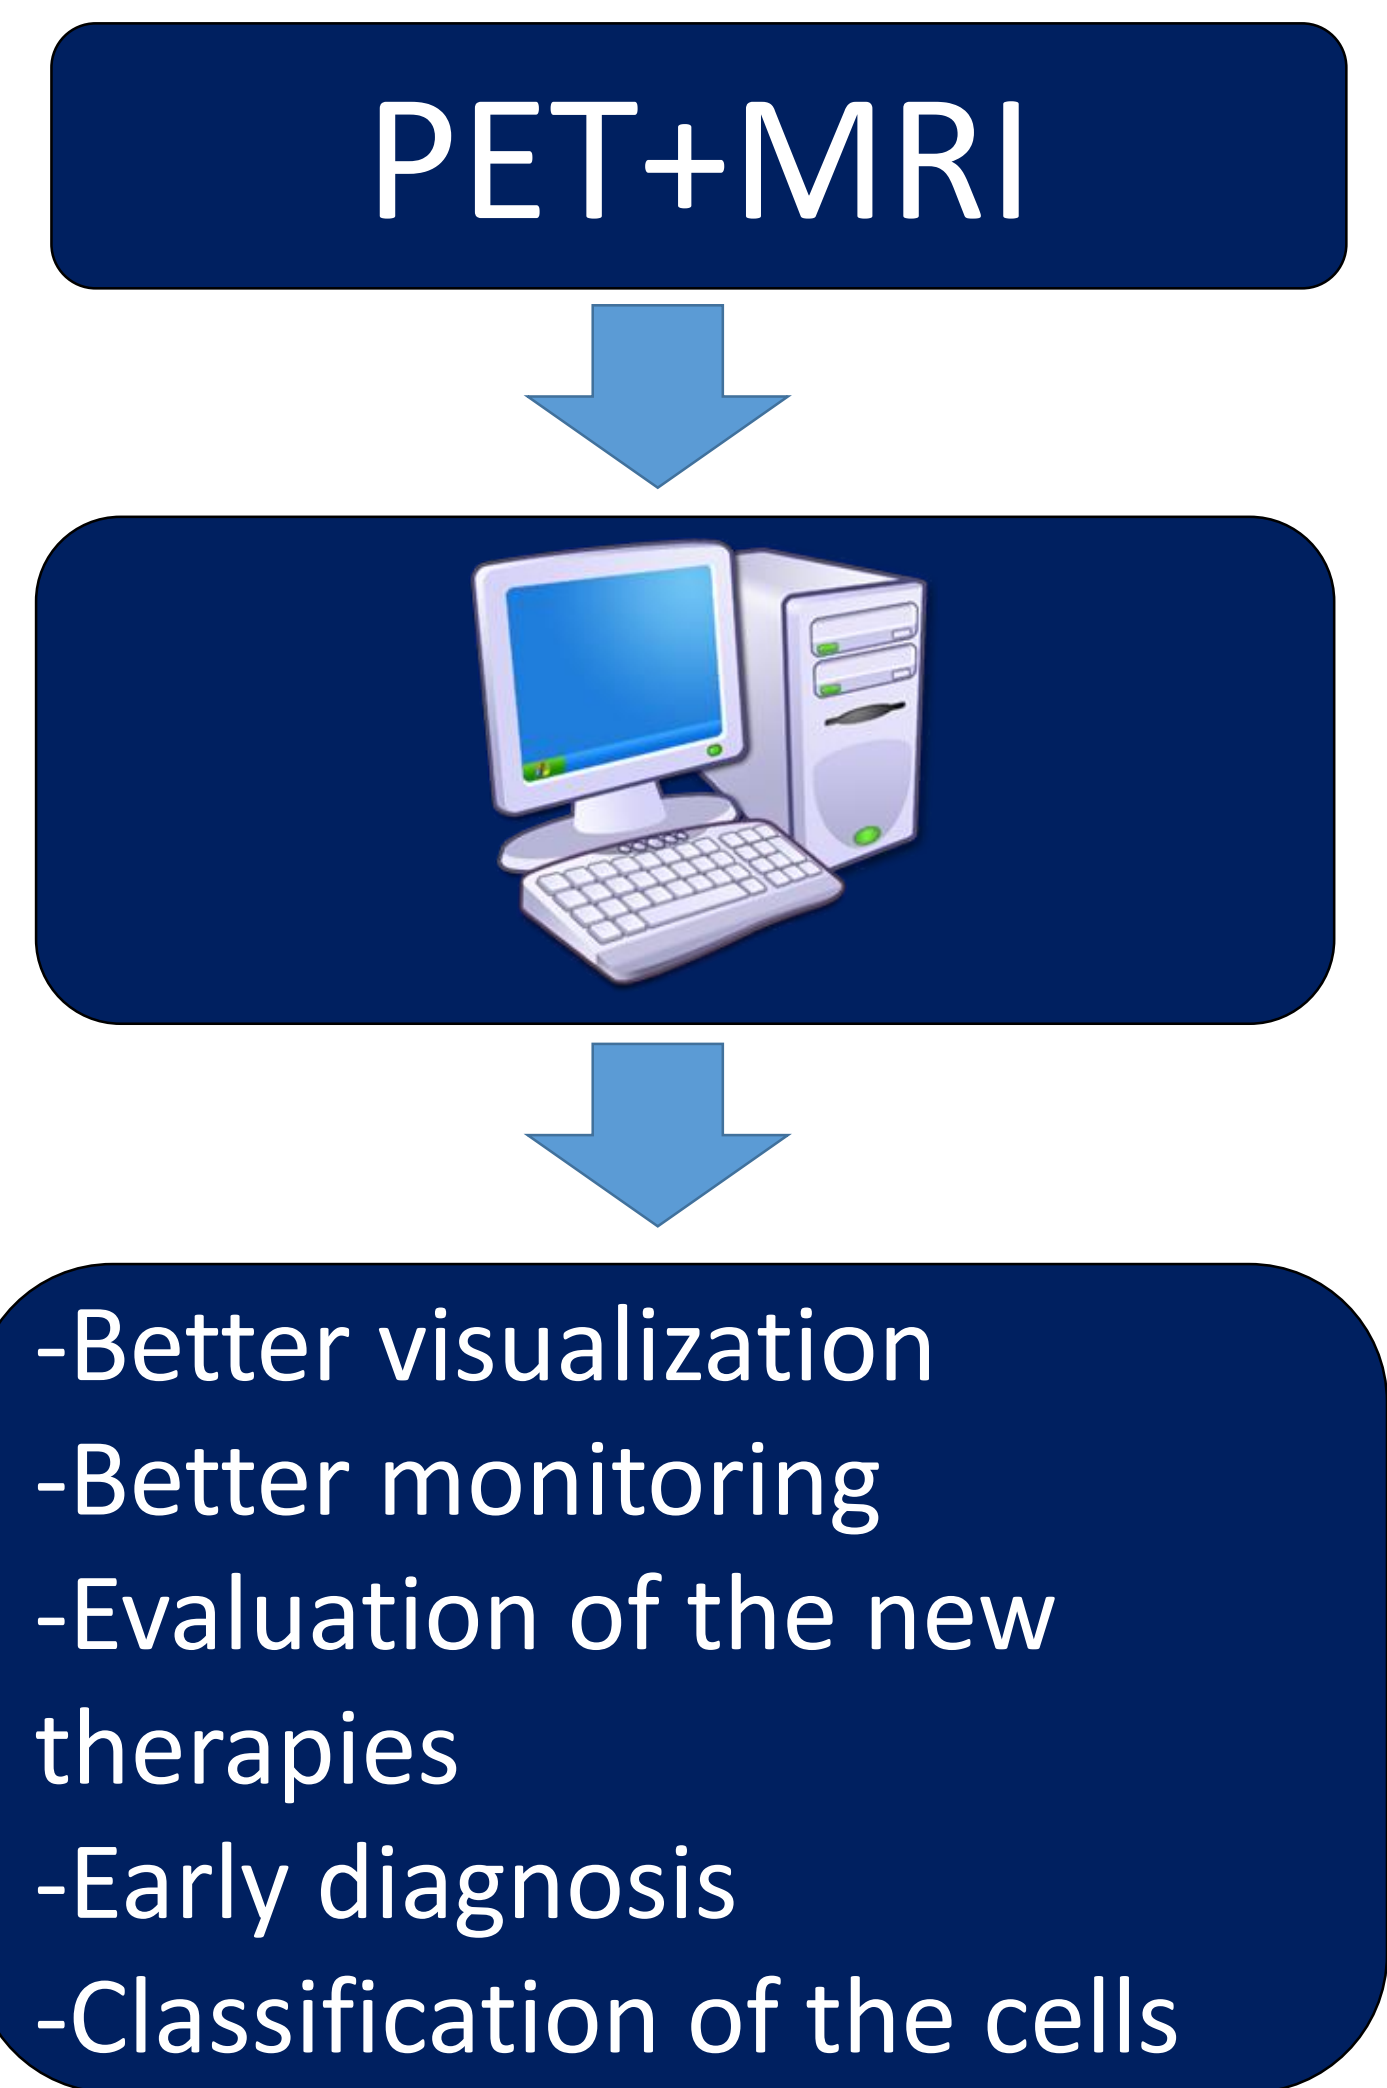 PET+MRI
-Better visualization
-Better monitoring
-Evaluation of the new
therapies
-Early diagnosis
-Classification of the cells